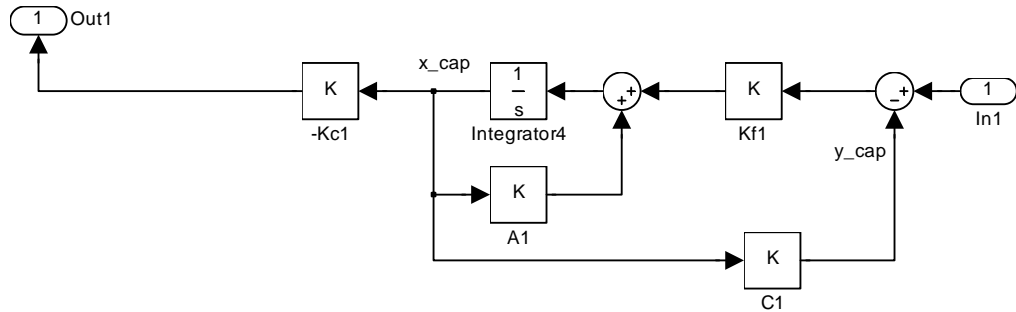 1
Out1
x_cap
K
-Kc1
1
s
Integrator4
+
+
K
Kf1
+
−
1
In1
y_cap
K
A1
K
C1